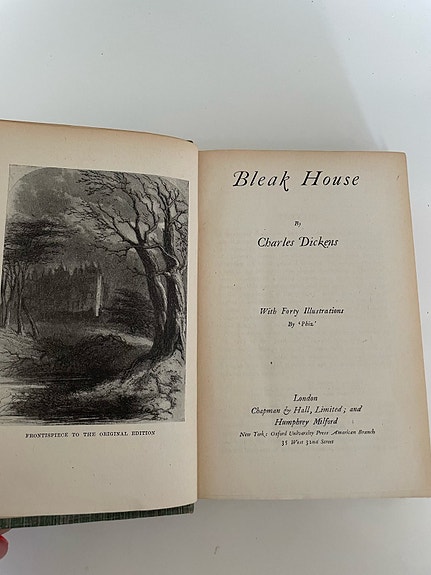 FRONTISPIECE TO THE ORIGINAL EDITION
Bleak House
By
Charles Dickens
With Forty Illustrations
By 'Phiz'
London
Chapman & Hall, Limited; and
Humphrey Milford
New York: Oxford University Press American Branch
35 West 32nd Street